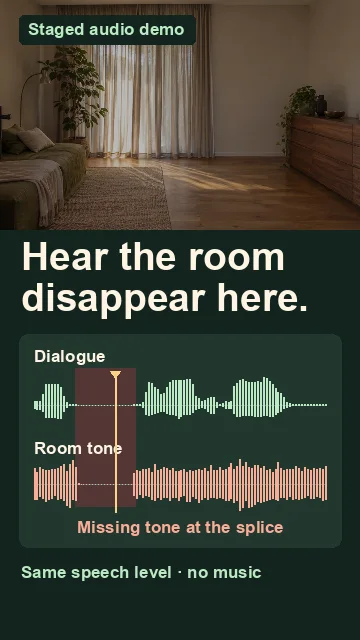 Staged audio demo
Hear the room
disappear here.
Dialogue
Room tone
Missing tone at the splice
Same speech level · no music